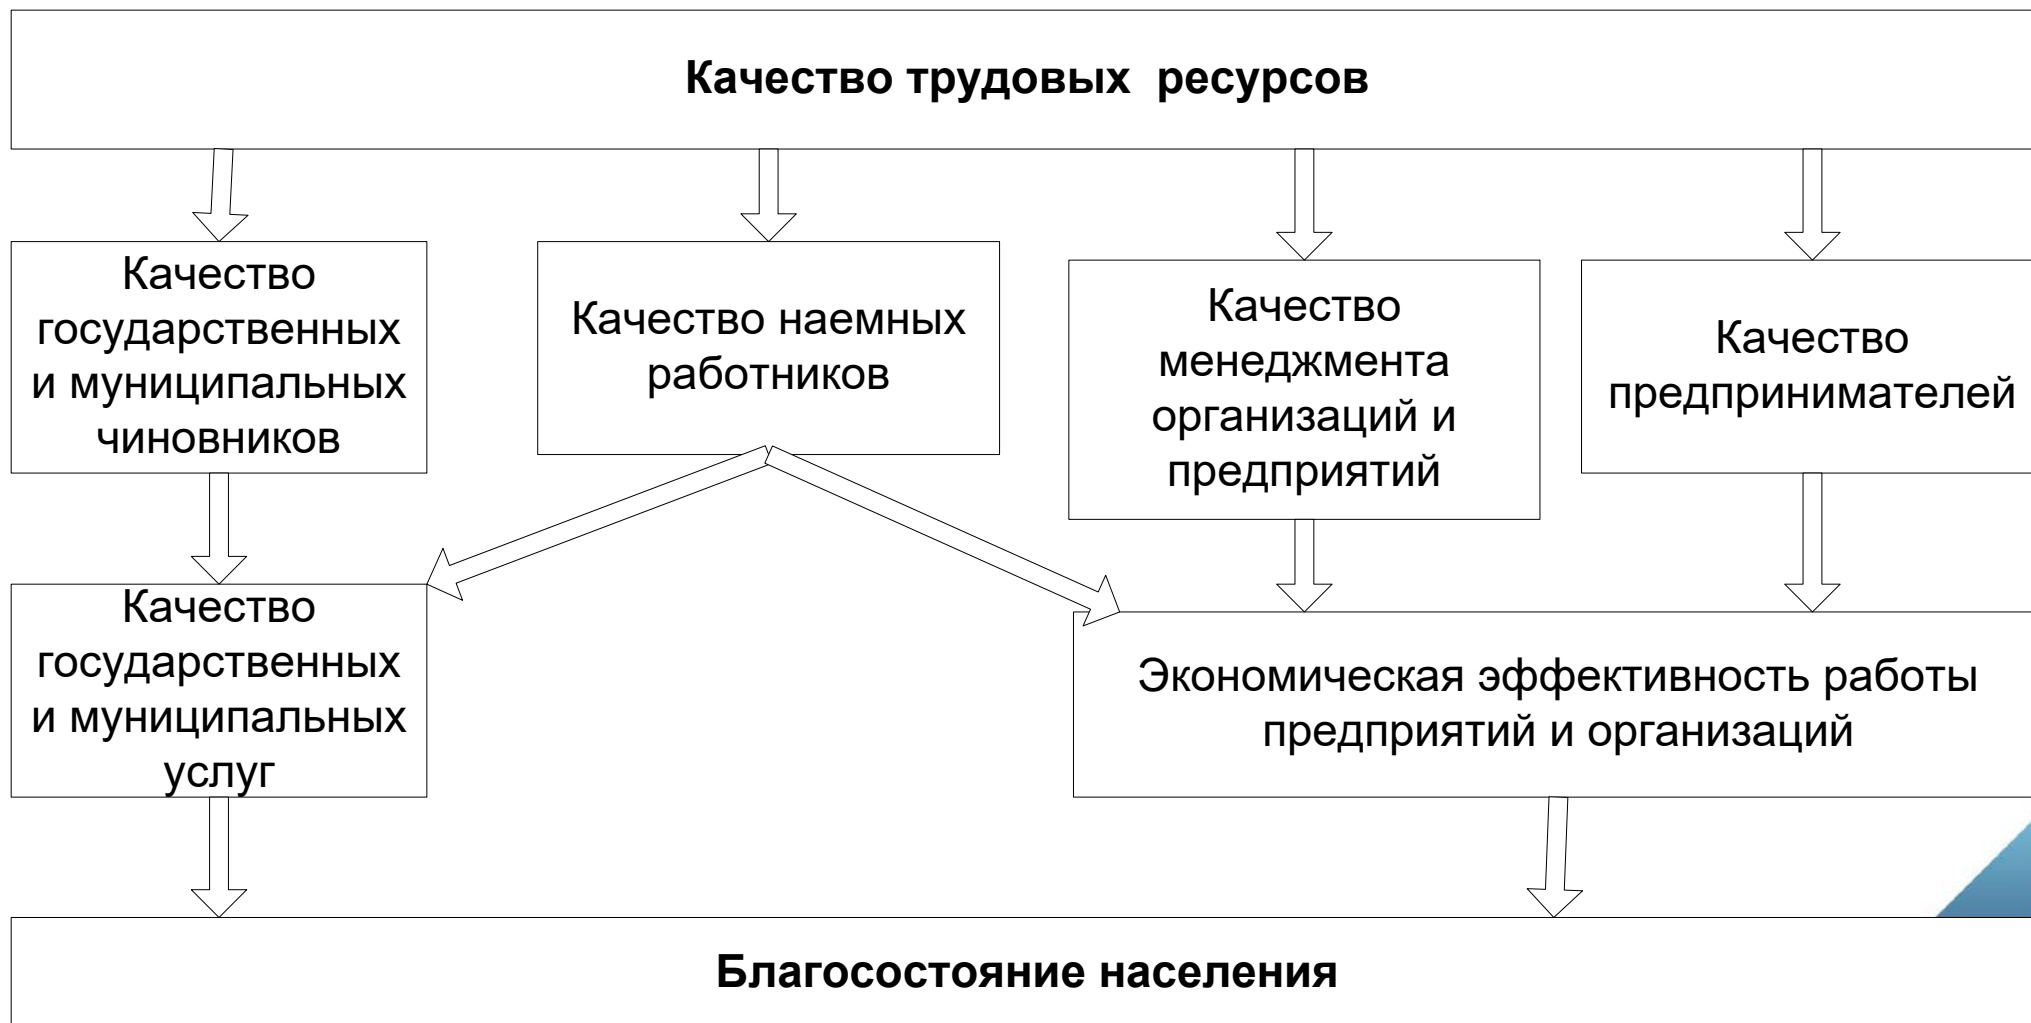 Качество трудовых ресурсов
Качество
государственных
и муниципальных
чиновников
Качество наемных
работников
Качество
менеджмента
организаций и
предприятий
Качество
предпринимателей
Качество
государственных
и муниципальных
услуг
Экономическая эффективность работы
предприятий и организаций
Благосостояние населения